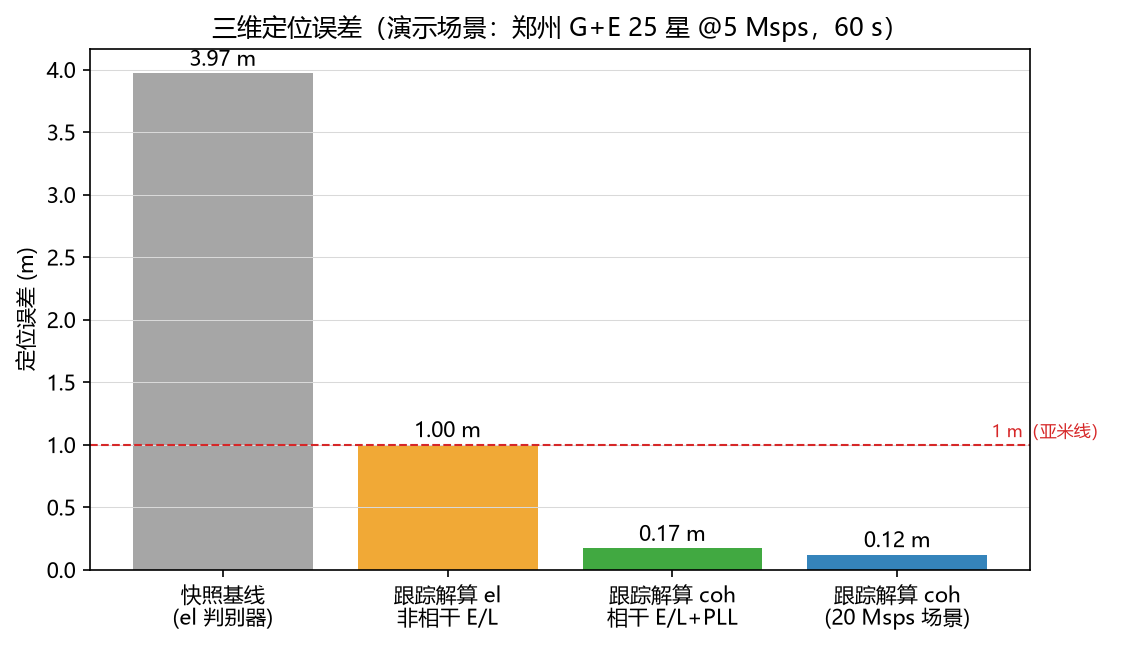 三维定位误差（演示场景：郑州 G+E 25 星 @5 Msps，60 s）
定位误差 (m)
4.0
3.5
3.0
2.5
2.0
1.5
1.0
0.5
0.0
3.97 m
1.00 m
0.17 m
0.12 m
1 m（亚米线）
快照基线
(el 判别器)
跟踪解算 el
非相干 E/L
跟踪解算 coh
相干 E/L+PLL
跟踪解算 coh
(20 Msps 场景)